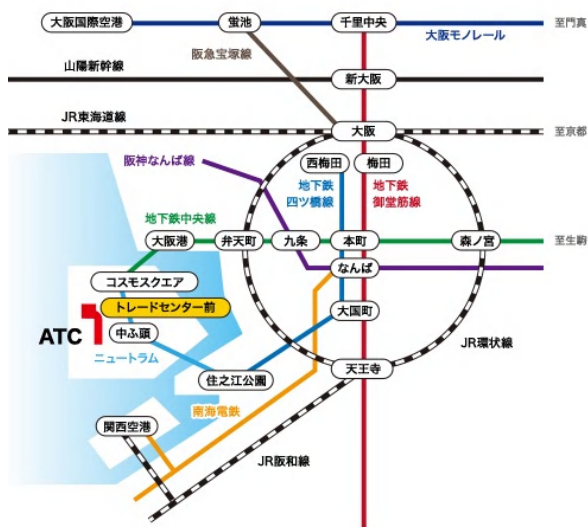 大阪国際空港
蛍池
千里中央
至門真
大阪モノレール
阪急宝塚線
山陽新幹線
新大阪
JR東海道線
大阪
至京都
西梅田
梅田
阪神なんば線
地下鉄
四ツ橋線
地下鉄
御堂筋線
地下鉄中央線
大阪港
弁天町
九条
本町
森ノ宮
至生駒
コスモスクエア
なんば
トレードセンター前
ATC
中ふ頭
大国町
ニュートラム
JR環状線
住之江公園
天王寺
南海電鉄
関西空港
JR阪和線